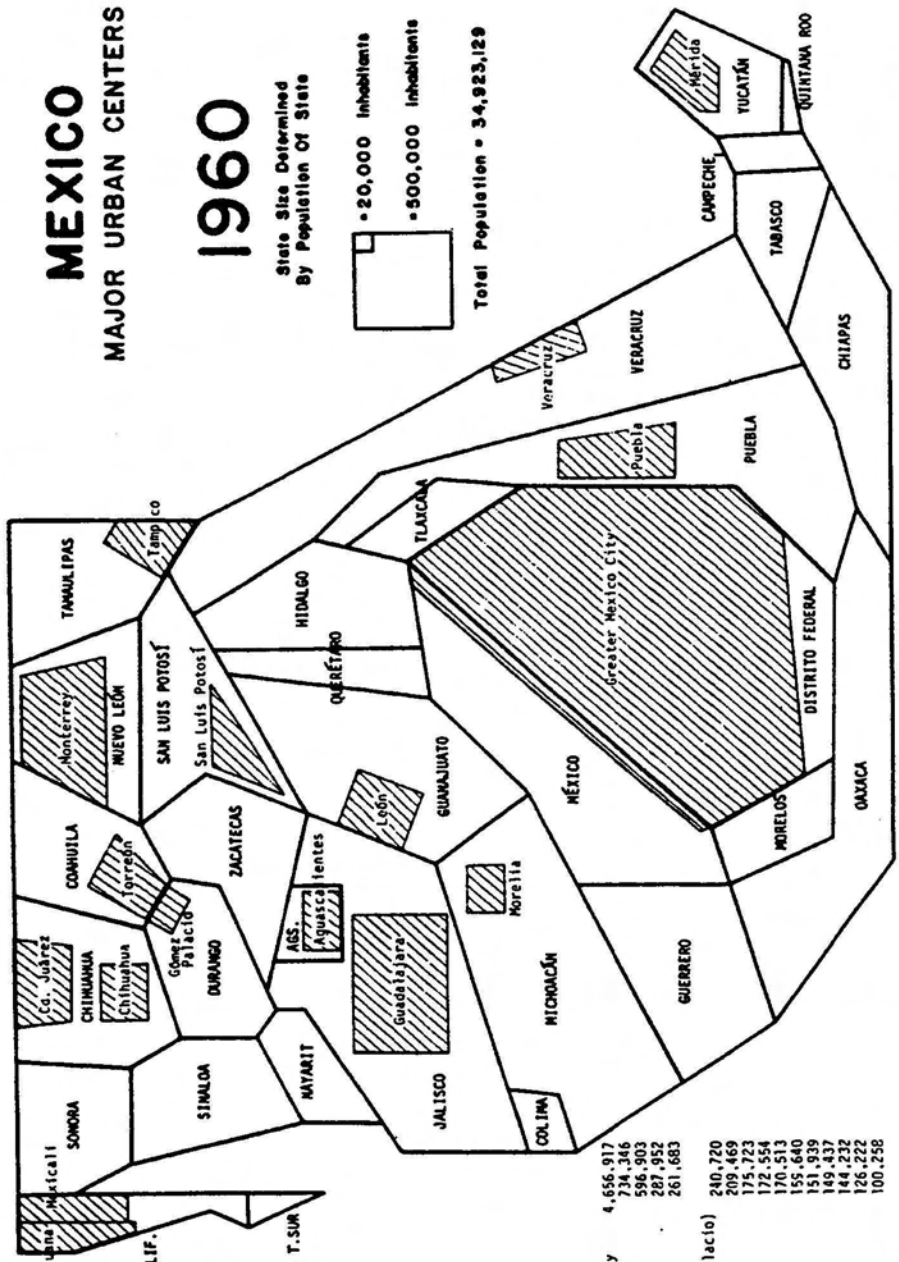 MEXICO
MAJOR URBAN CENTERS
1960
State Size Determined
By Population Of State
= 20,000 Inhabitants
= 500,000 Inhabitants
Total Population = 34,923,129
Mexicali
SONORA
Cd. Juárez
CHIHUAHUA
Chihuahua
COAHUILA
Torreón
Gómez
Palacio
Monterrey
NUEVO LEÓN
TAMAULIPAS
Tampico
LIF.
T.SUR
SINALOA
DURANGO
ZACATECAS
SAN LUIS POTOSÍ
San Luis Potosí
NAYARIT
AGS.
Aguascalientes
Guadalajara
JALISCO
León
GUANAJUATO
QUERÉTARO
HIDALGO
TLAXCALA
COLIMA
Morelia
MICHOACÁN
MÉXICO
Greater Mexico City
DISTRITO FEDERAL
MORELOS
GUERRERO
Puebla
PUEBLA
Veracruz
VERACRUZ
OAXACA
CHIAPAS
TABASCO
CAMPECHE
Mérida
YUCATÁN
QUINTANA ROO
y 4,656,917
734,346
596,903
287,952
261,683
lacio) 240,720
209,469
175,723
172,554
170,513
159,640
151,939
149,437
144,232
126,222
100,258